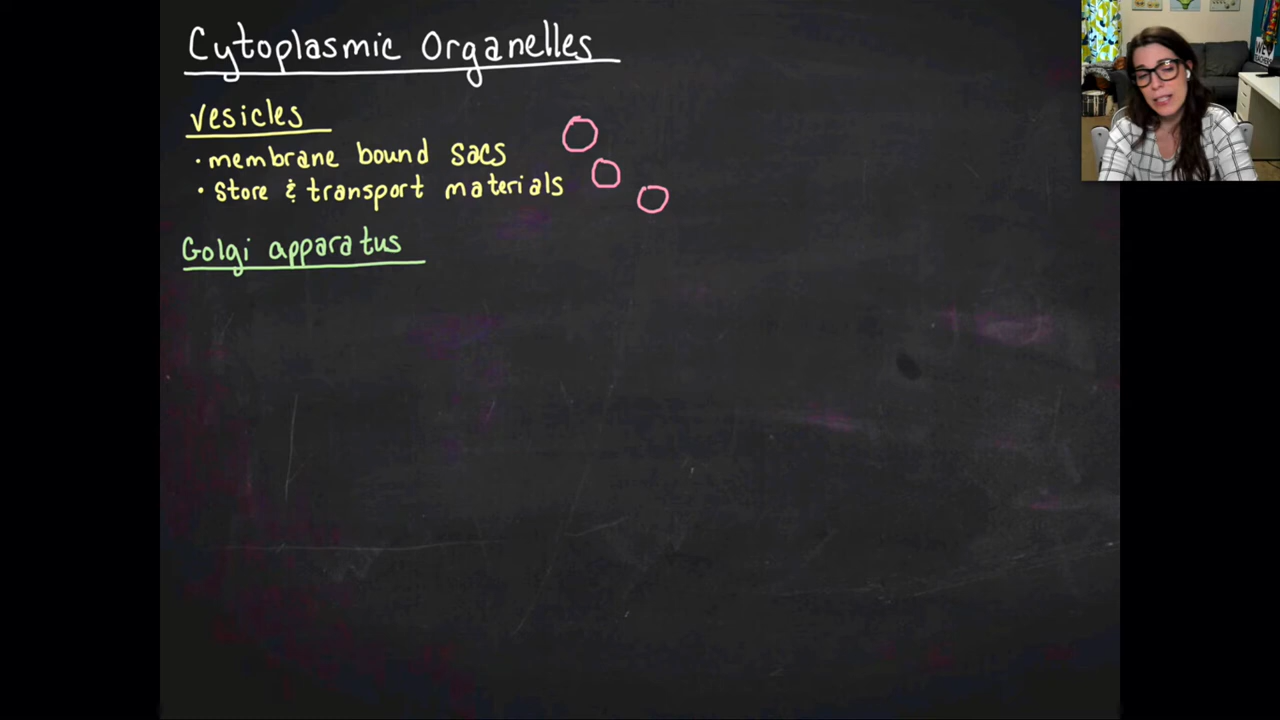 Cytoplasmic Organelles
vesicles
• membrane bound sacs
• store & transport materials
Golgi apparatus